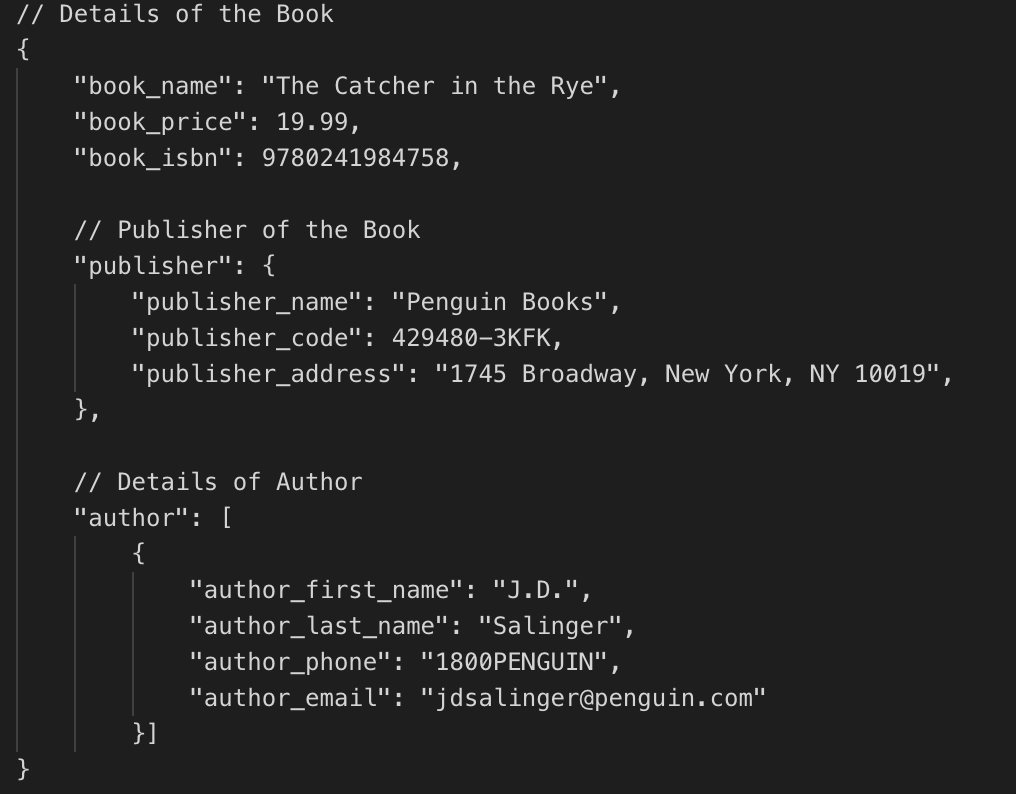 // Details of the Book
{
"book_name": "The Catcher in the Rye",
"book_price": 19.99,
"book_isbn": 9780241984758,
// Publisher of the Book
"publisher": {
"publisher_name": "Penguin Books",
"publisher_code": 429480-3KFK,
"publisher_address": "1745 Broadway, New York, NY 10019",
},
// Details of Author
"author": [
{
"author_first_name": "J.D.",
"author_last_name": "Salinger",
"author_phone": "1800PENGUIN",
"author_email": "jdsalinger@penguin.com"
}]
}